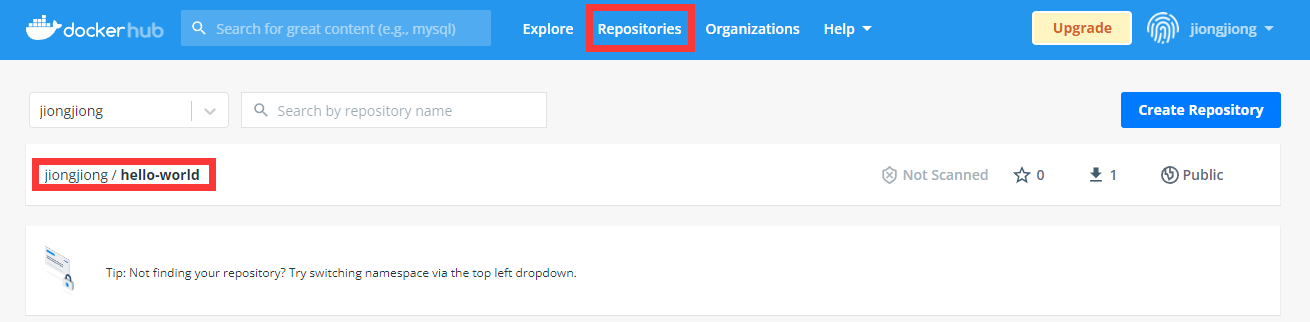 dockerhub Search for great content (e.g., mysql) Explore Repositories Organizations Help Upgrade jiongjiong
jiongjiong Search by repository name Create Repository
jiongjiong / hello-world Not Scanned 0 1 Public
Tip: Not finding your repository? Try switching namespace via the top left dropdown.